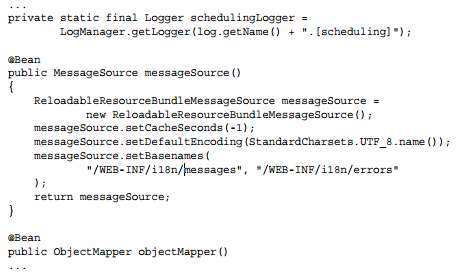 ...
private static final Logger schedulingLogger =
        LogManager.getLogger(log.getName() + ".[scheduling]");

@Bean
public MessageSource messageSource()
{
    ReloadableResourceBundleMessageSource messageSource =
            new ReloadableResourceBundleMessageSource();
    messageSource.setCacheSeconds(-1);
    messageSource.setDefaultEncoding(StandardCharsets.UTF_8.name());
    messageSource.setBasenames(
            "/WEB-INF/i18n/messages", "/WEB-INF/i18n/errors"
    );
    return messageSource;
}

@Bean
public ObjectMapper objectMapper()
...